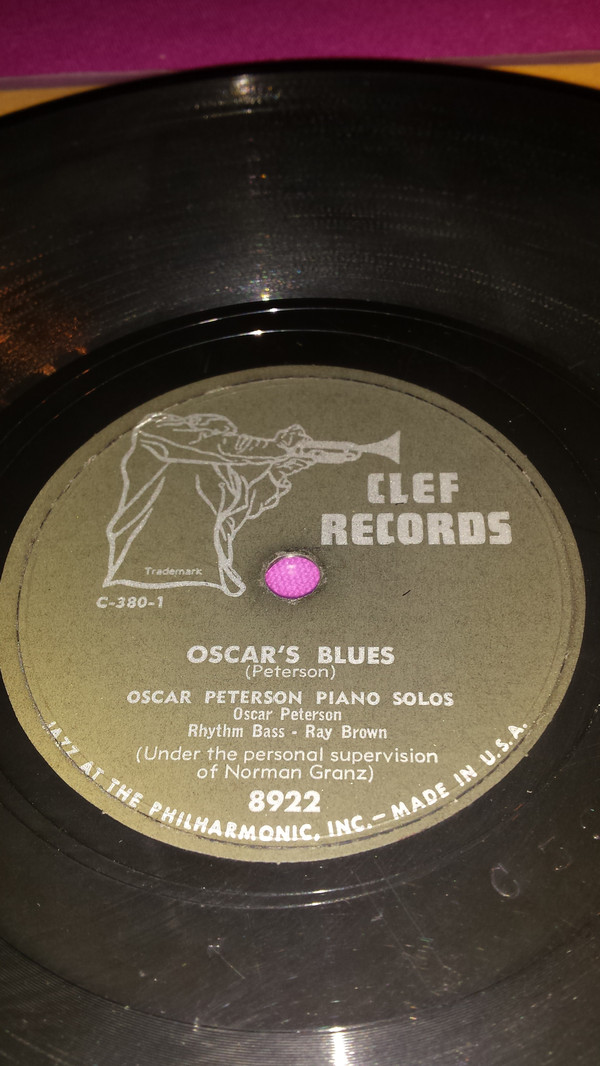 CLEF
RECORDS
Trademark
C-380-1
OSCAR'S BLUES
(Peterson)
OSCAR PETERSON PIANO SOLOS
Oscar Peterson
Rhythm Bass - Ray Brown
(Under the personal supervision
of Norman Granz)
8922
JAZZ AT THE PHILHARMONIC, INC. — MADE IN U.S.A.